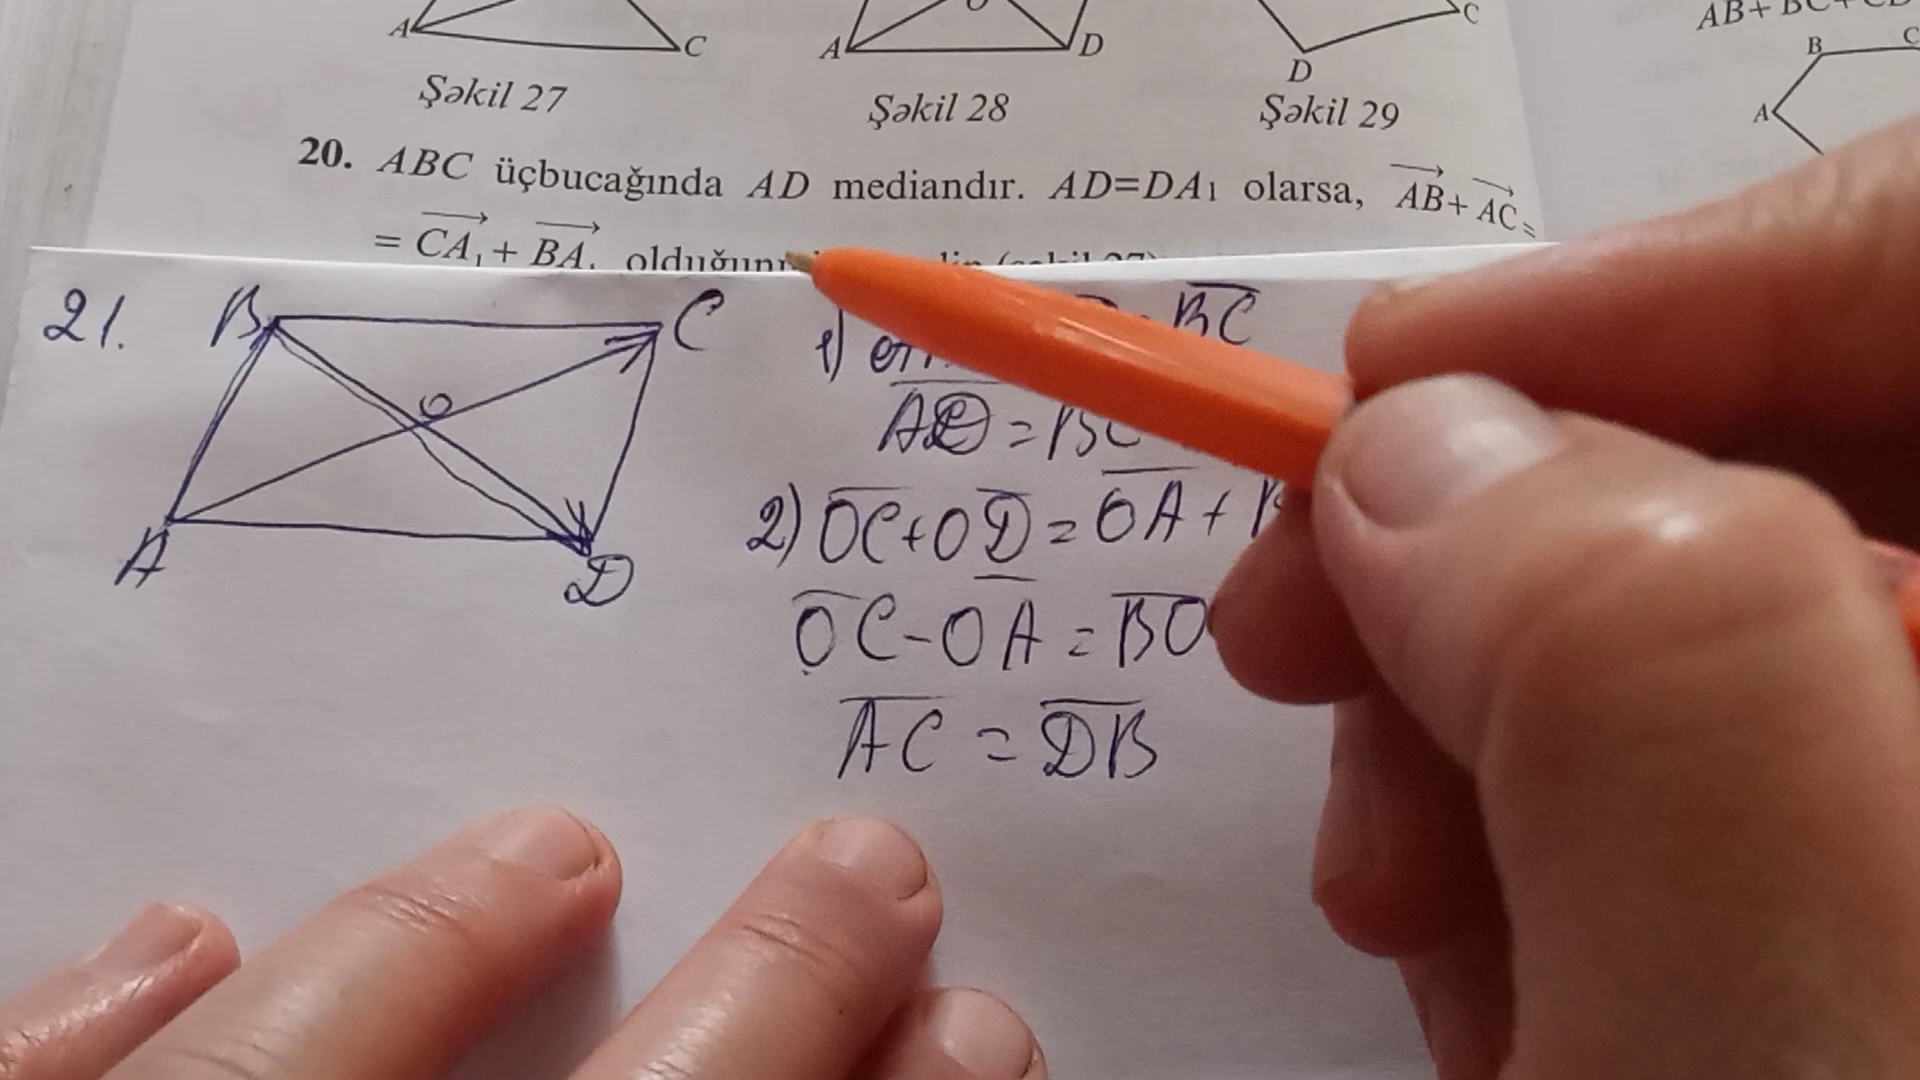 A C
A O D
D C
AB + BC + CD
B C
A
Şəkil 27
Şəkil 28
Şəkil 29
20. ABC üçbucağında AD mediandır. AD=DA₁ olarsa, AB+AC=
= CA₁ + BA₁ olduğunu
21. B C
O
A D
1) BC
AD = BC
2) OC+OD = OA +
OC-OA = BO
AC = DB